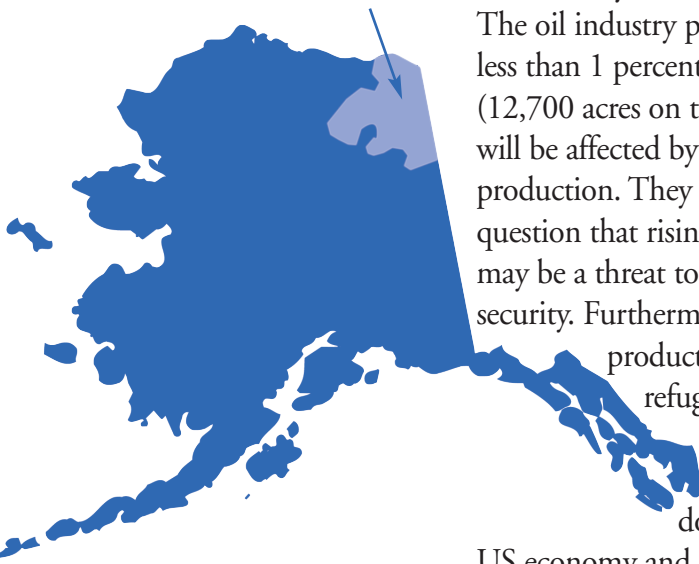 The oil industry p
less than 1 percent
(12,700 acres on t
will be affected by
production. They
question that risin
may be a threat to
security. Furtherm
product
refug
do
US economy and